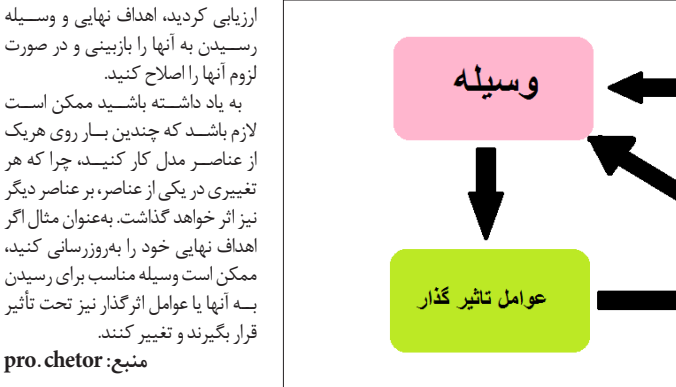 ارزیابی کردید، اهداف نهایی و وسیله
رسیدن به آنها را بازبینی و در صورت
لزوم آنها را اصلاح کنید.
به یاد داشته باشید ممکن است
لازم باشد که چندین بار روی هریک
از عناصر مدل کار کنید، چرا که هر
تغییری در یکی از عناصر، بر عناصر دیگر
نیز اثر خواهد گذاشت. به‌عنوان مثال اگر
اهداف نهایی خود را به‌روزرسانی کنید،
ممکن است وسیله مناسب برای رسیدن
به آنها یا عوامل اثرگذار نیز تحت تأثیر
قرار بگیرند و تغییر کنند.
منبع: pro.chetor
وسیله
عوامل تاثیر گذار